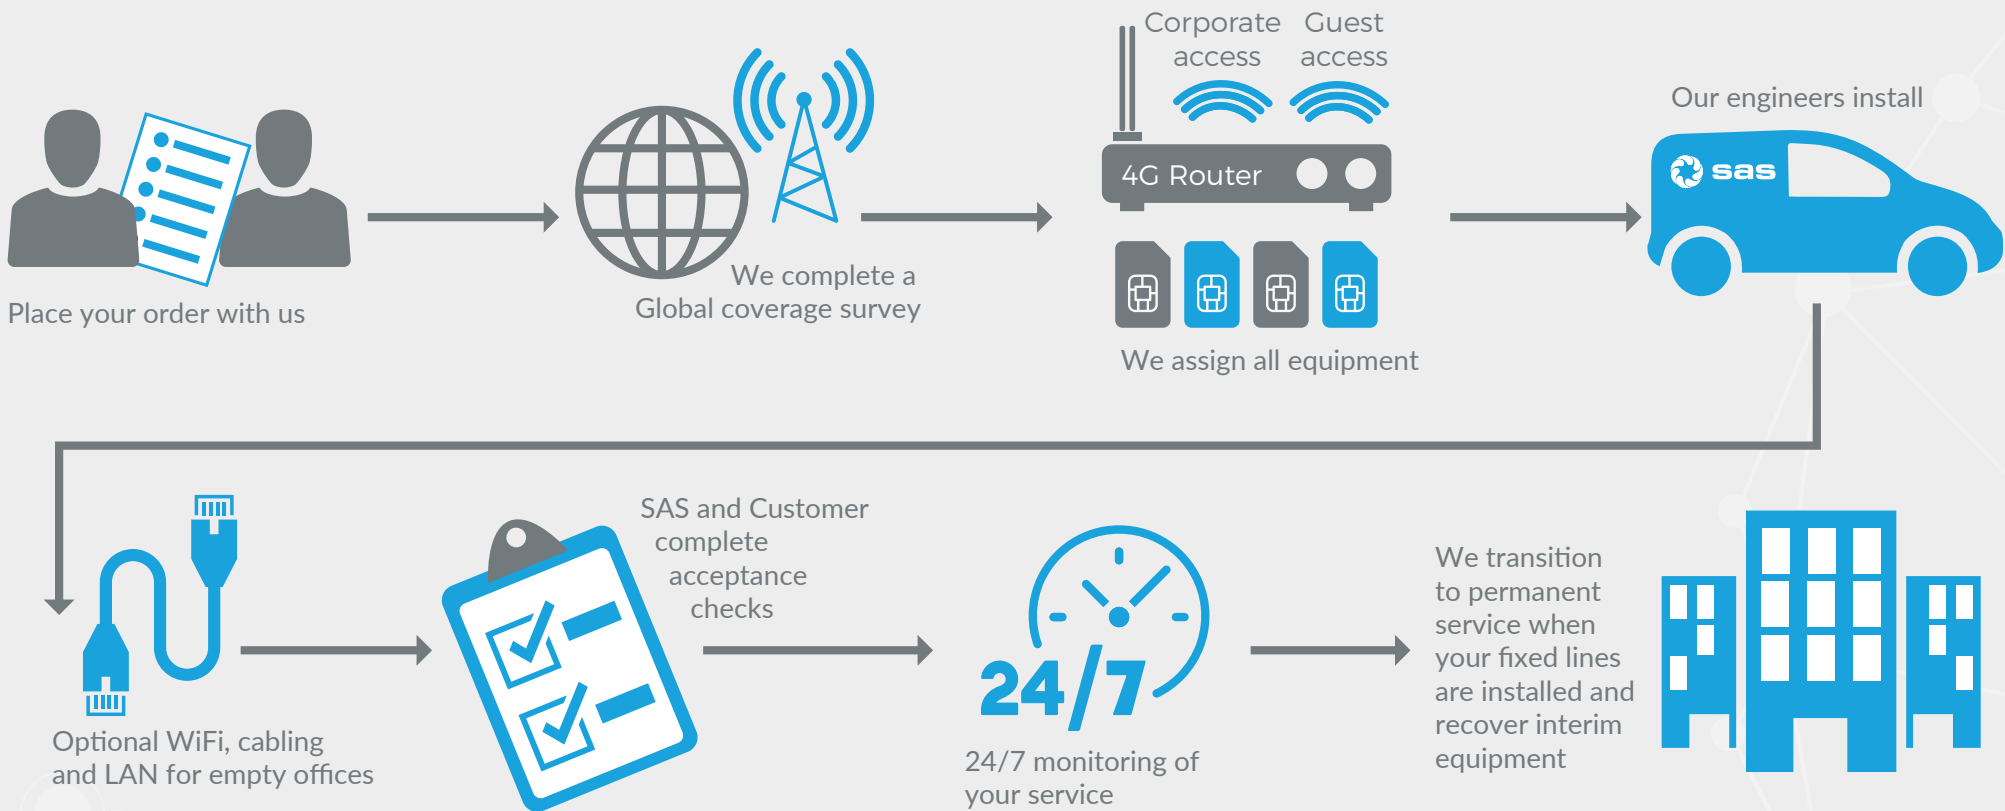 Place your order with us
We complete a
Global coverage survey
Corporate
access
Guest
access
4G Router
We assign all equipment
Our engineers install
sas
Optional WiFi, cabling
and LAN for empty offices
SAS and Customer
complete
acceptance
checks
24/7
24/7 monitoring of
your service
We transition
to permanent
service when
your fixed lines
are installed and
recover interim
equipment